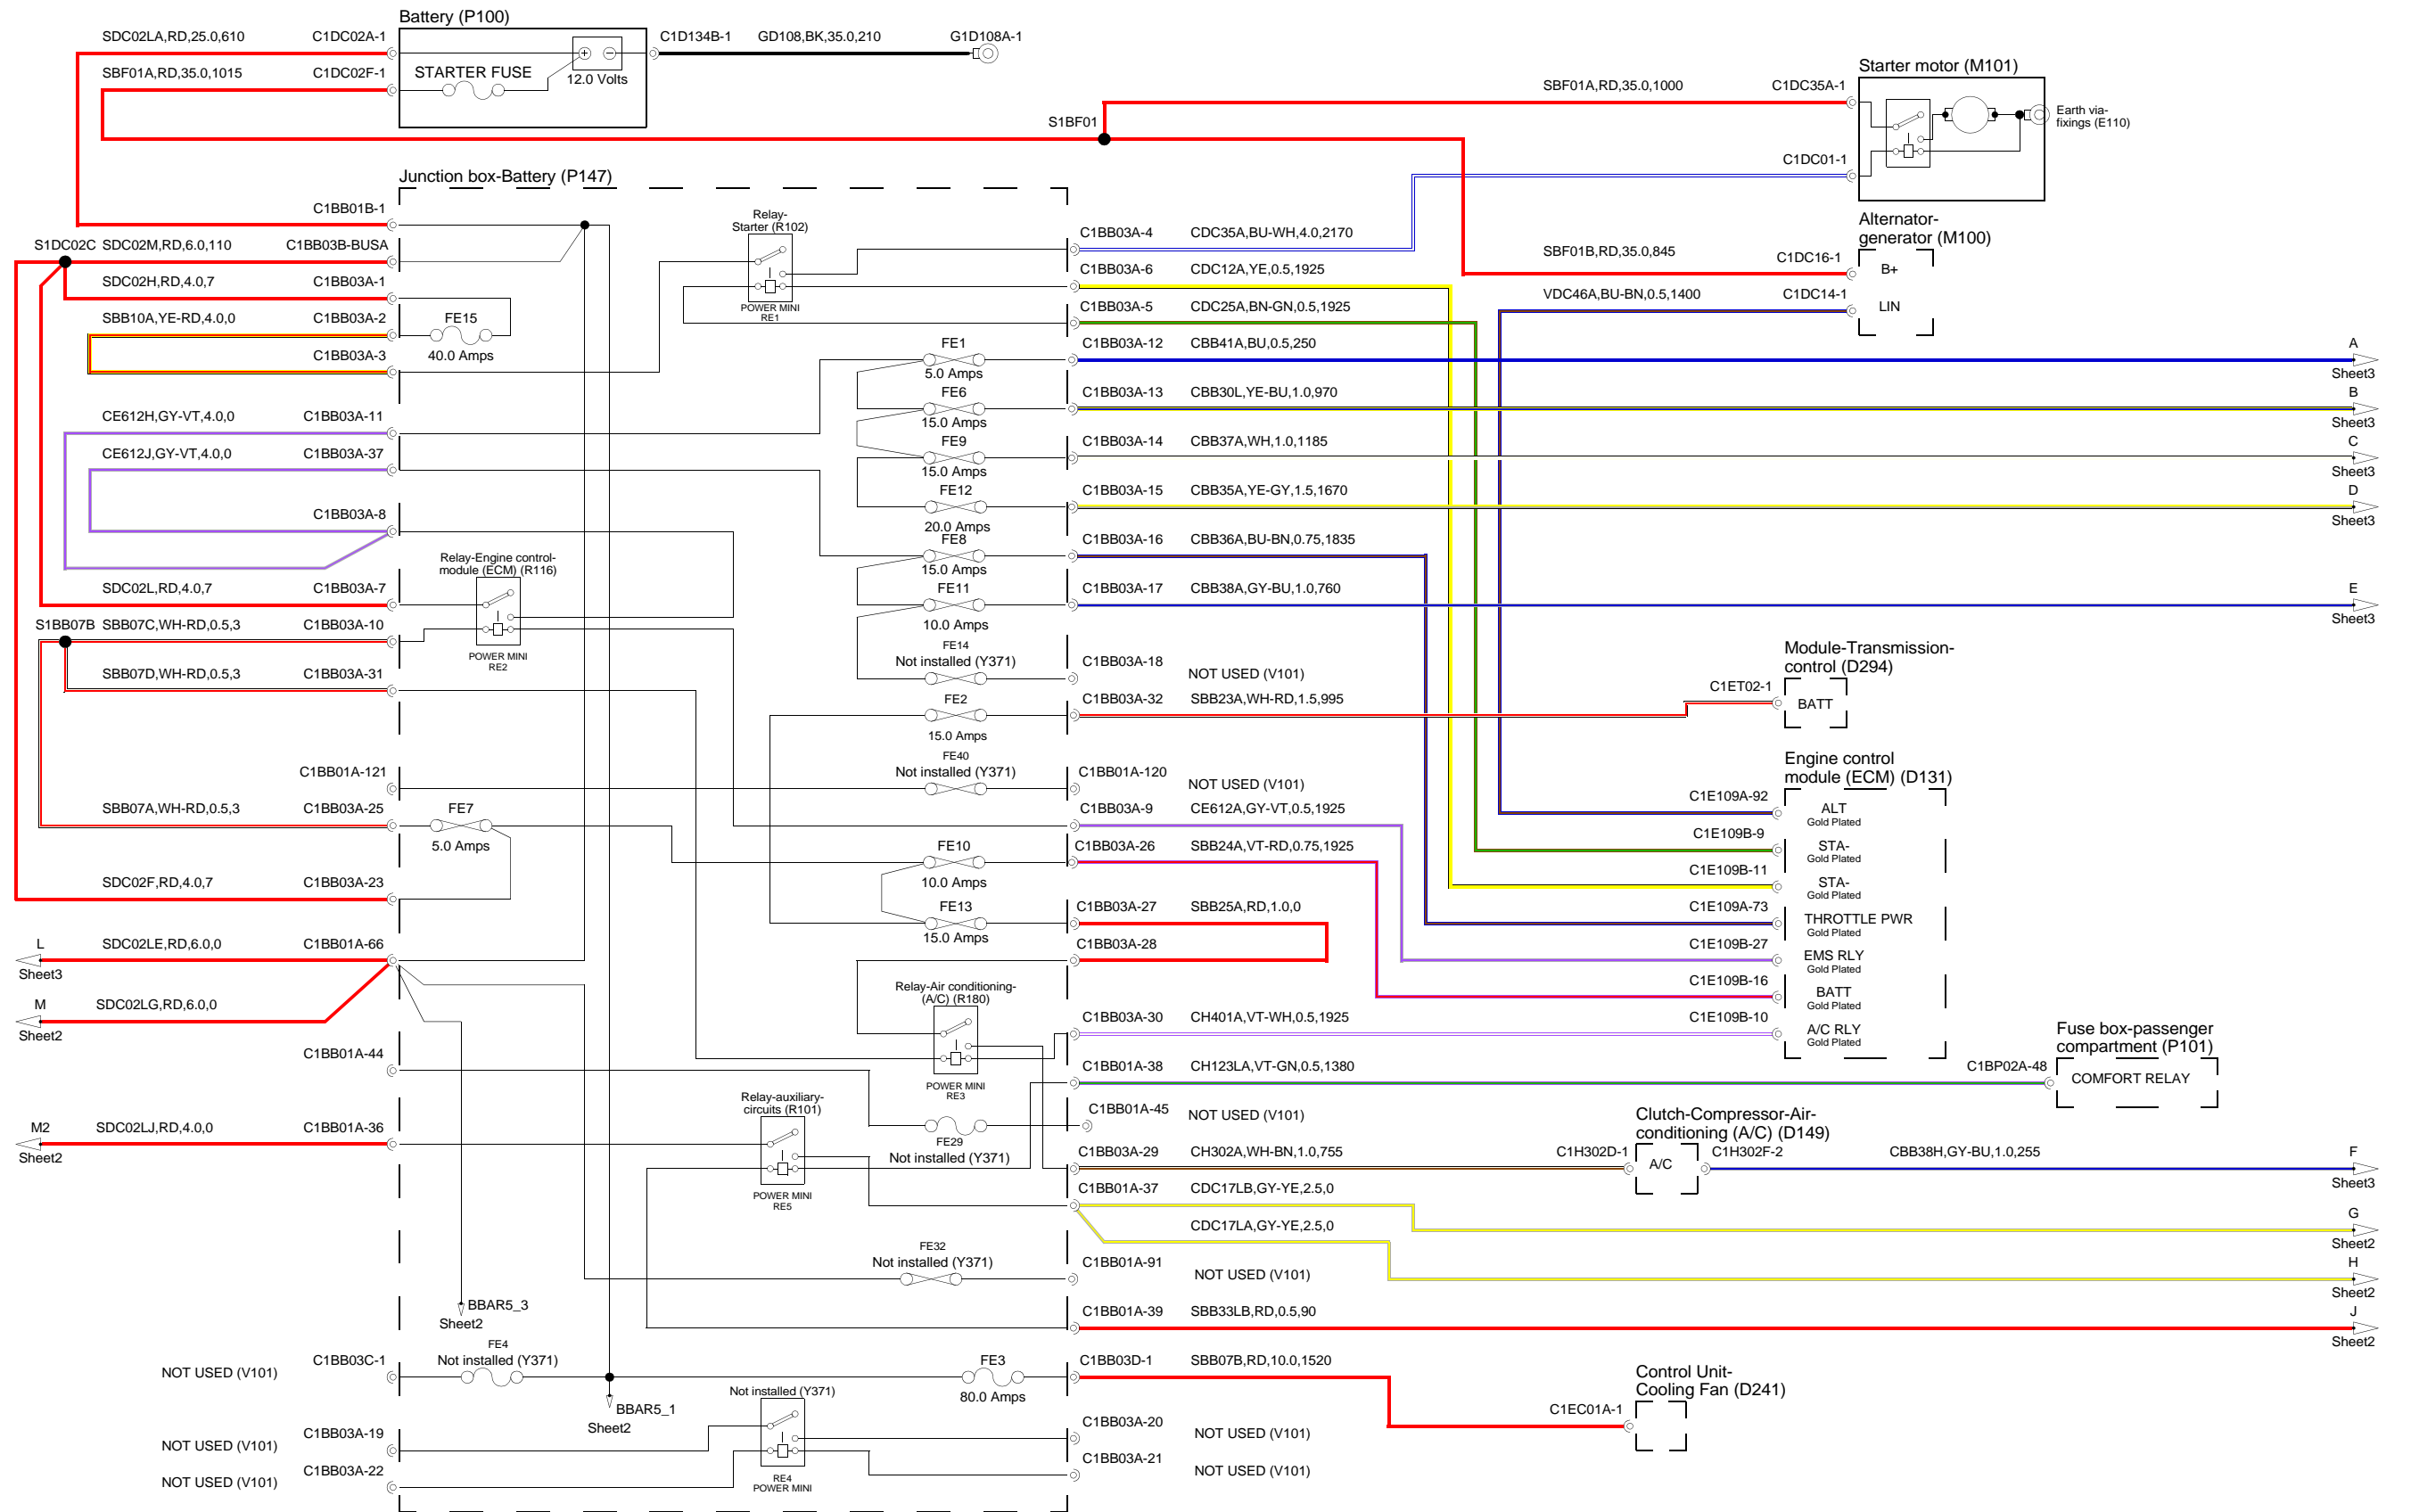 Battery (P100)
SDC02LA,RD,25.0,610
C1DC02A-1
C1D134B-1
GD108,BK,35.0,210
G1D108A-1
SBF01A,RD,35.0,1015
C1DC02F-1
STARTER FUSE
12.0 Volts
Starter motor (M101)
SBF01A,RD,35.0,1000
C1DC35A-1
Earth via-
fixings (E110)
S1BF01
C1DC01-1
Junction box-Battery (P147)
C1BB01B-1
Relay-
Starter (R102)
POWER MINI
RE1
Alternator-
generator (M100)
C1BB03A-4
CDC35A,BU-WH,4.0,2170
S1DC02C
SDC02M,RD,6.0,110
C1BB03B-BUSA
SBF01B,RD,35.0,845
C1DC16-1
B+
C1BB03A-6
CDC12A,YE,0.5,1925
SDC02H,RD,4.0,7
C1BB03A-1
VDC46A,BU-BN,0.5,1400
C1DC14-1
LIN
C1BB03A-5
CDC25A,BN-GN,0.5,1925
SBB10A,YE-RD,4.0,0
C1BB03A-2
FE15
40.0 Amps
C1BB03A-3
FE1
5.0 Amps
C1BB03A-12
CBB41A,BU,0.5,250
A
Sheet3
FE6
15.0 Amps
C1BB03A-13
CBB30L,YE-BU,1.0,970
B
Sheet3
CE612H,GY-VT,4.0,0
C1BB03A-11
FE9
15.0 Amps
C1BB03A-14
CBB37A,WH,1.0,1185
C
Sheet3
CE612J,GY-VT,4.0,0
C1BB03A-37
FE12
20.0 Amps
C1BB03A-15
CBB35A,YE-GY,1.5,1670
D
Sheet3
C1BB03A-8
FE8
15.0 Amps
C1BB03A-16
CBB36A,BU-BN,0.75,1835
Relay-Engine control-
module (ECM) (R116)
POWER MINI
RE2
SDC02L,RD,4.0,7
C1BB03A-7
FE11
10.0 Amps
C1BB03A-17
CBB38A,GY-BU,1.0,760
E
Sheet3
S1BB07B
SBB07C,WH-RD,0.5,3
C1BB03A-10
FE14
Not installed (Y371)
C1BB03A-18
NOT USED (V101)
Module-Transmission-
control (D294)
C1ET02-1
BATT
SBB07D,WH-RD,0.5,3
C1BB03A-31
FE2
15.0 Amps
C1BB03A-32
SBB23A,WH-RD,1.5,995
FE40
Not installed (Y371)
C1BB01A-121
C1BB01A-120
NOT USED (V101)
Engine control
module (ECM) (D131)
C1E109A-92
ALT
Gold Plated
SBB07A,WH-RD,0.5,3
C1BB03A-25
FE7
5.0 Amps
C1BB03A-9
CE612A,GY-VT,0.5,1925
C1E109B-9
STA-
Gold Plated
FE10
10.0 Amps
C1BB03A-26
SBB24A,VT-RD,0.75,1925
C1E109B-11
STA-
Gold Plated
SDC02F,RD,4.0,7
C1BB03A-23
FE13
15.0 Amps
C1BB03A-27
SBB25A,RD,1.0,0
C1E109A-73
THROTTLE PWR
Gold Plated
L
Sheet3
SDC02LE,RD,6.0,0
C1BB01A-66
C1BB03A-28
C1E109B-27
EMS RLY
Gold Plated
M
Sheet2
SDC02LG,RD,6.0,0
Relay-Air conditioning-
(A/C) (R180)
POWER MINI
RE3
C1E109B-16
BATT
Gold Plated
C1BB03A-30
CH401A,VT-WH,0.5,1925
C1E109B-10
A/C RLY
Gold Plated
Fuse box-passenger
compartment (P101)
C1BB01A-44
C1BB01A-38
CH123LA,VT-GN,0.5,1380
C1BP02A-48
COMFORT RELAY
Relay-auxiliary-
circuits (R101)
POWER MINI
RE5
C1BB01A-45
NOT USED (V101)
FE29
Not installed (Y371)
M2
Sheet2
SDC02LJ,RD,4.0,0
C1BB01A-36
Clutch-Compressor-Air-
conditioning (A/C) (D149)
C1BB03A-29
CH302A,WH-BN,1.0,755
C1H302D-1
A/C
C1H302F-2
CBB38H,GY-BU,1.0,255
F
Sheet3
C1BB01A-37
CDC17LB,GY-YE,2.5,0
G
Sheet2
CDC17LA,GY-YE,2.5,0
H
Sheet2
FE32
Not installed (Y371)
C1BB01A-91
NOT USED (V101)
BBAR5_3
Sheet2
C1BB01A-39
SBB33LB,RD,0.5,90
J
Sheet2
NOT USED (V101)
C1BB03C-1
FE4
Not installed (Y371)
FE3
80.0 Amps
C1BB03D-1
SBB07B,RD,10.0,1520
Control Unit-
Cooling Fan (D241)
C1EC01A-1
BBAR5_1
Sheet2
Not installed (Y371)
RE4
POWER MINI
NOT USED (V101)
C1BB03A-19
C1BB03A-20
NOT USED (V101)
NOT USED (V101)
C1BB03A-22
C1BB03A-21
NOT USED (V101)